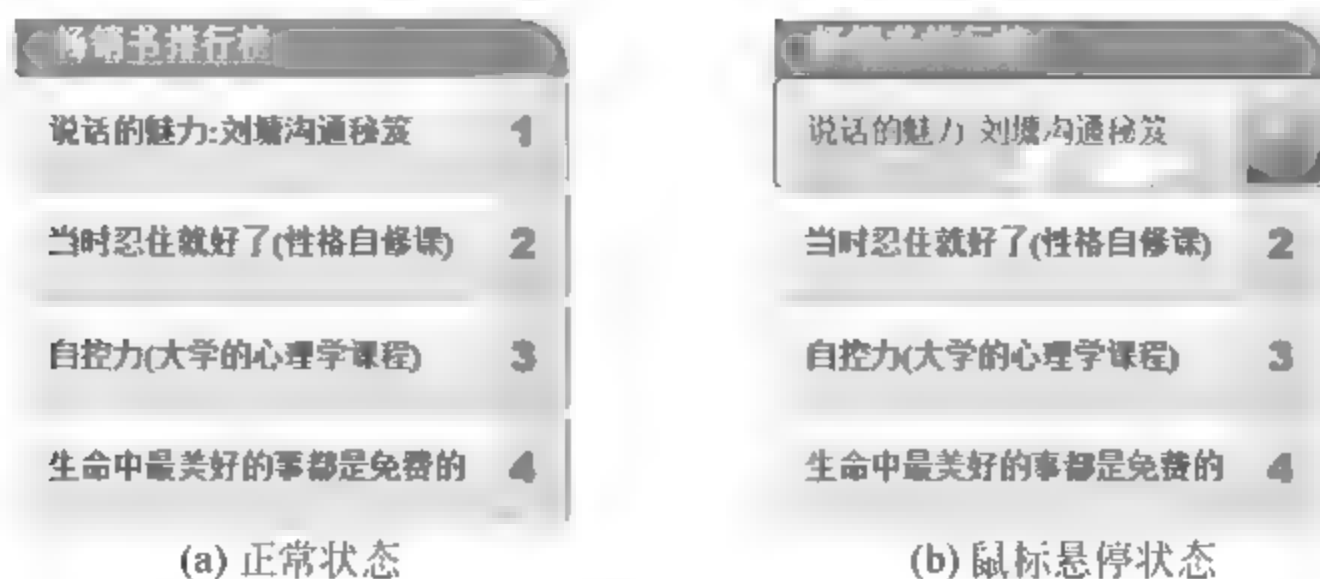 畅销书排行榜
说话的魅力:刘墉沟通秘笈 1
当时忍住就好了(性格自修课) 2
自控力(大学的心理学课程) 3
生命中最美好的事都是免费的 4
(a) 正常状态
畅销书排行榜
说话的魅力 刘墉沟通秘笈
当时忍住就好了(性格自修课) 2
自控力(大学的心理学课程) 3
生命中最美好的事都是免费的 4
(b) 鼠标悬停状态